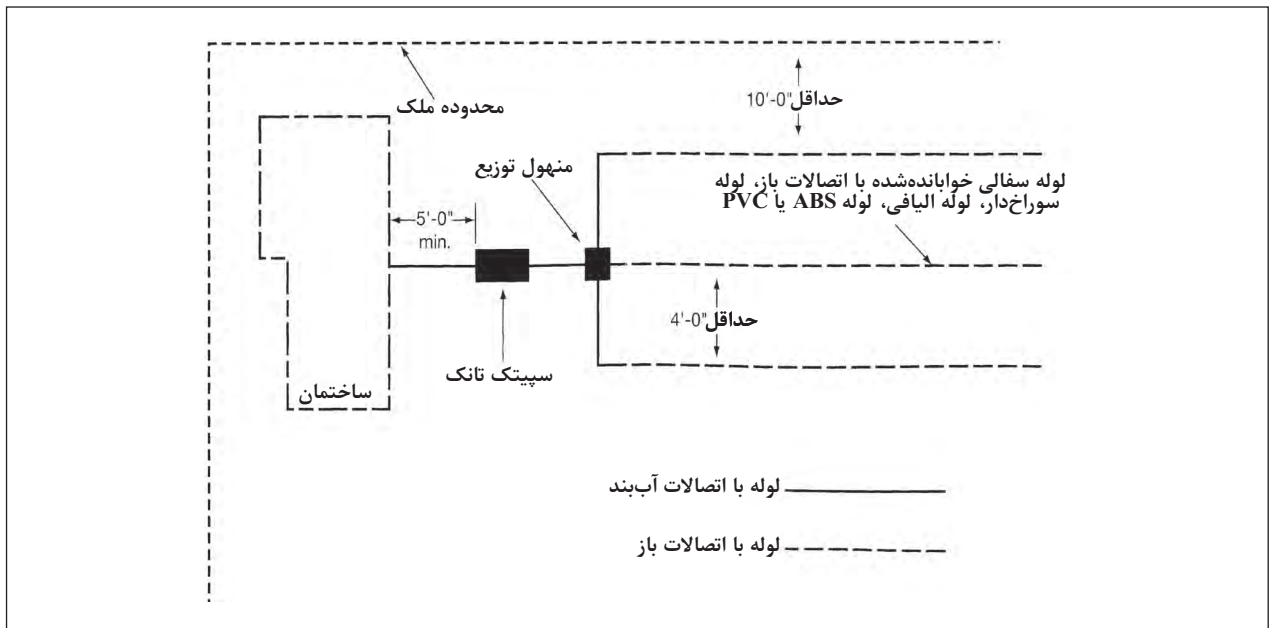 محدوده ملک
حداقل 10'-0"
منهول توزیع
لوله سفالی خوابانده‌شده با اتصالات باز، لوله
سوراخ‌دار، لوله الیافی، لوله ABS یا PVC
5'-0"
min.
حداقل 4'-0"
سپیتک تانک
ساختمان
لوله با اتصالات آب‌بند
لوله با اتصالات باز